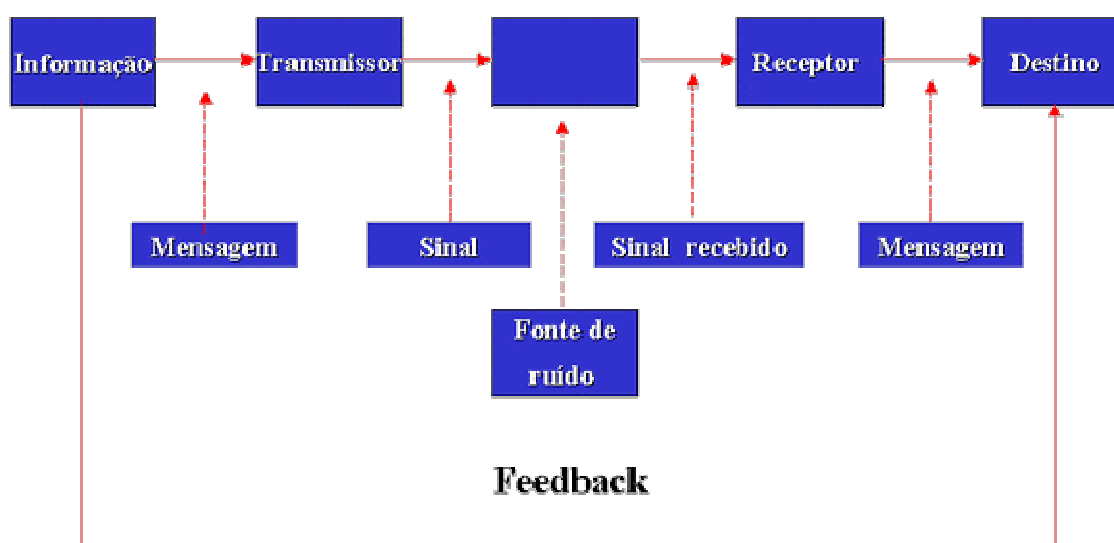 Informação
Transmissor
Receptor
Destino
Mensagem
Sinal
Sinal recebido
Mensagem
Fonte de
ruído
Feedback